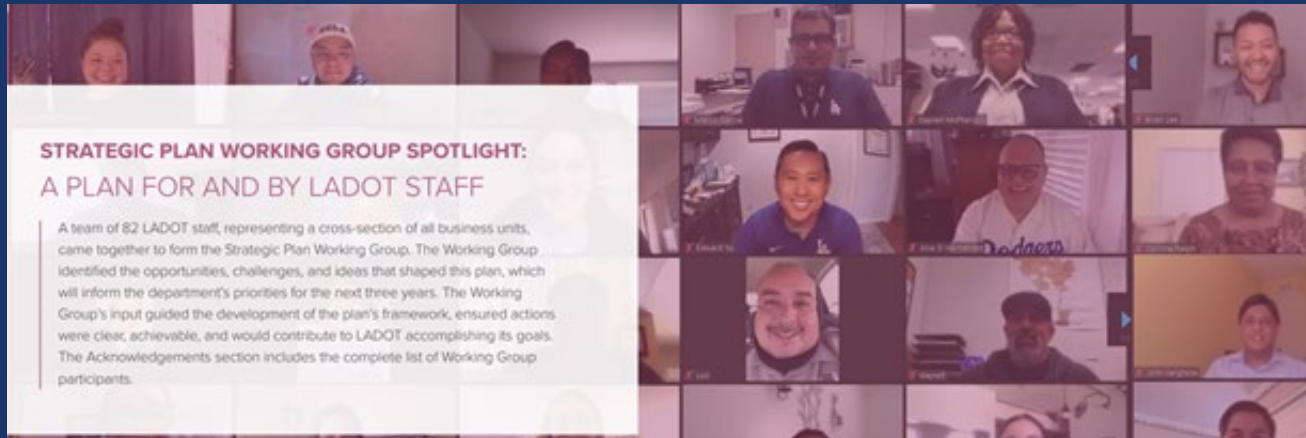 STRATEGIC PLAN WORKING GROUP SPOTLIGHT:
A PLAN FOR AND BY LADOT STAFF
A team of 82 LADOT staff, representing a cross-section of all business units,
came together to form the Strategic Plan Working Group. The Working Group
identified the opportunities, challenges, and ideas that shaped this plan, which
will inform the department's priorities for the next three years. The Working
Group's input guided the development of the plan's framework, ensured actions
were clear, achievable, and would contribute to LADOT accomplishing its goals.
The Acknowledgements section includes the complete list of Working Group
participants.
Dodgers